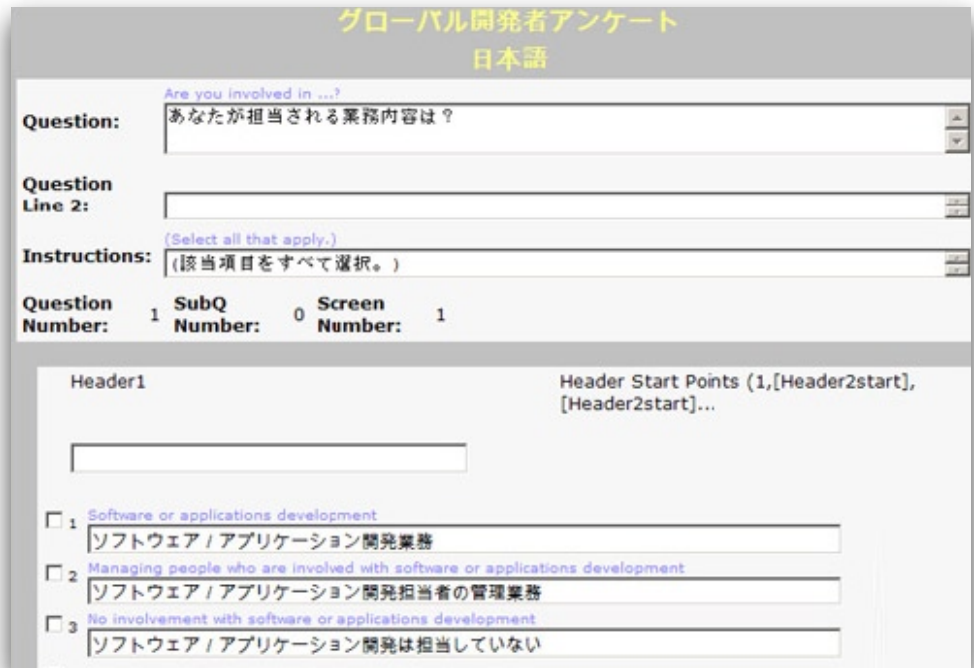 グローバル開発者アンケート
日本語
Are you involved in ...?
Question:
あなたが担当される業務内容は？
Question
Line 2:
(Select all that apply.)
Instructions:
(該当項目をすべて選択。)
Question Number: 1 SubQ Number: 0 Screen Number: 1
Header1
Header Start Points (1,[Header2start],
[Header2start]...
1 Software or applications development
ソフトウェア / アプリケーション開発業務
2 Managing people who are involved with software or applications development
ソフトウェア / アプリケーション開発担当者の管理業務
3 No involvement with software or applications development
ソフトウェア / アプリケーション開発は担当していない